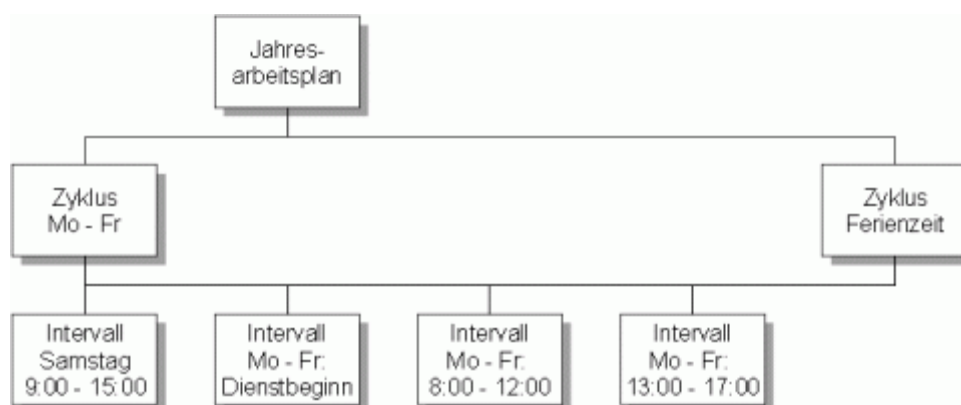 Jahres-
arbeitsplan
Zyklus
Mo - Fr
Zyklus
Ferienzeit
Intervall
Samstag
9:00 - 15:00
Intervall
Mo - Fr:
Dienstbeginn
Intervall
Mo - Fr:
8:00 - 12:00
Intervall
Mo - Fr:
13:00 - 17:00